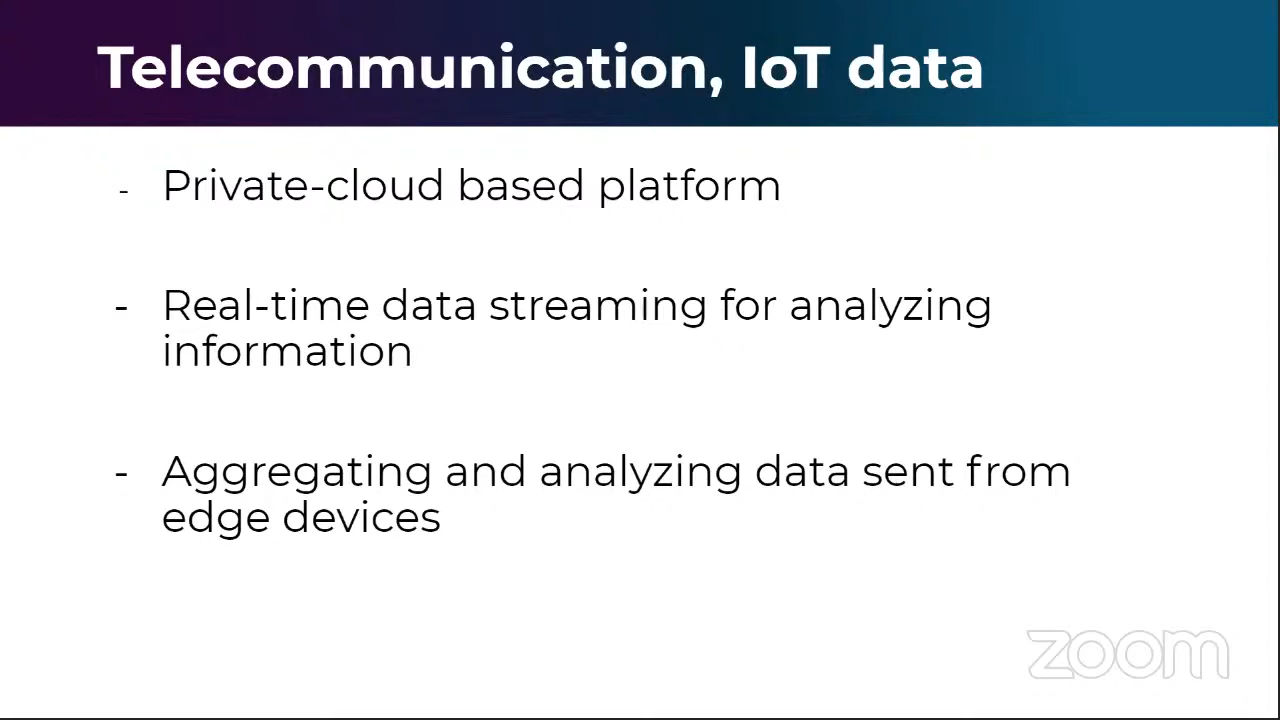 Telecommunication, IoT data
- Private-cloud based platform
- Real-time data streaming for analyzing
information
- Aggregating and analyzing data sent from
edge devices
zoom